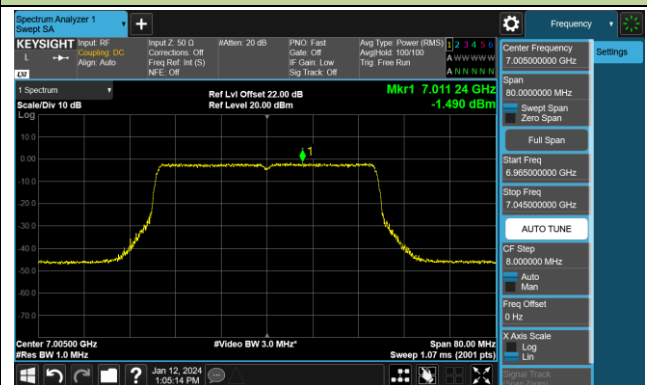 Spectrum Analyzer 1
Swept SA
Frequency
KEYSIGHT
Input: RF
Coupling: DC
Align: Auto
Input Z: 50 Ω
Corrections: Off
Freq Ref: Int (S)
NFE: Off
#Atten: 20 dB
PNO: Fast
Gate: Off
IF Gain: Low
Sig Track: Off
Avg Type: Power (RMS)
Avg|Hold: 100/100
Trig: Free Run
1 2 3 4 5 6
A W W W W W
A N N N N N
L
LXI
1 Spectrum
Scale/Div 10 dB
Log
Ref Lvl Offset 22.00 dB
Ref Level 20.00 dBm
Mkr1 7.011 24 GHz
-1.490 dBm
1
10.0
0.00
-10.0
-20.0
-30.0
-40.0
-50.0
-60.0
-70.0
Center 7.00500 GHz
#Res BW 1.0 MHz
#Video BW 3.0 MHz*
Span 80.00 MHz
Sweep 1.07 ms (2001 pts)
Center Frequency
7.005000000 GHz
Settings
Span
80.0000000 MHz
Swept Span
Zero Span
Full Span
Start Freq
6.965000000 GHz
Stop Freq
7.045000000 GHz
AUTO TUNE
CF Step
8.000000 MHz
Auto
Man
Freq Offset
0 Hz
X Axis Scale
Log
Lin
Signal Track
(Span Zoom)
Jan 12, 2024
1:05:14 PM